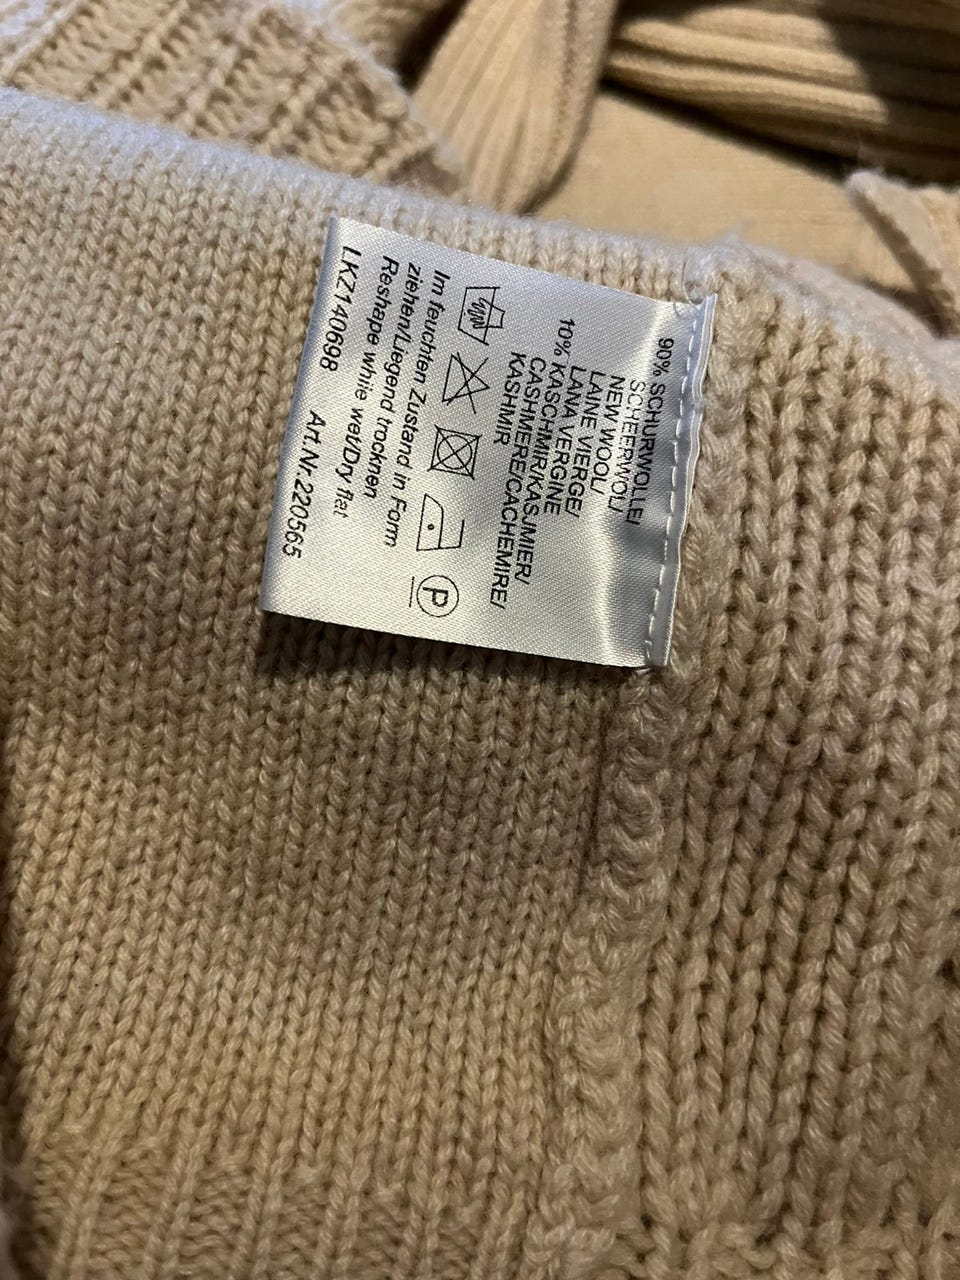 90% SCHURWOLLE/
SCHEERWOL/
NEW WOOL/
LAINE VIERGE/
LANA VERGINE
10% KASCHMIR/KASJMIER/
CASHMERE/CACHEMIRE/
KASHMIR
P
Im feuchten Zustand in Form
ziehen/Liegend trocknen
Reshape while wet/Dry flat
LKZ140698 Art.Nr.220565